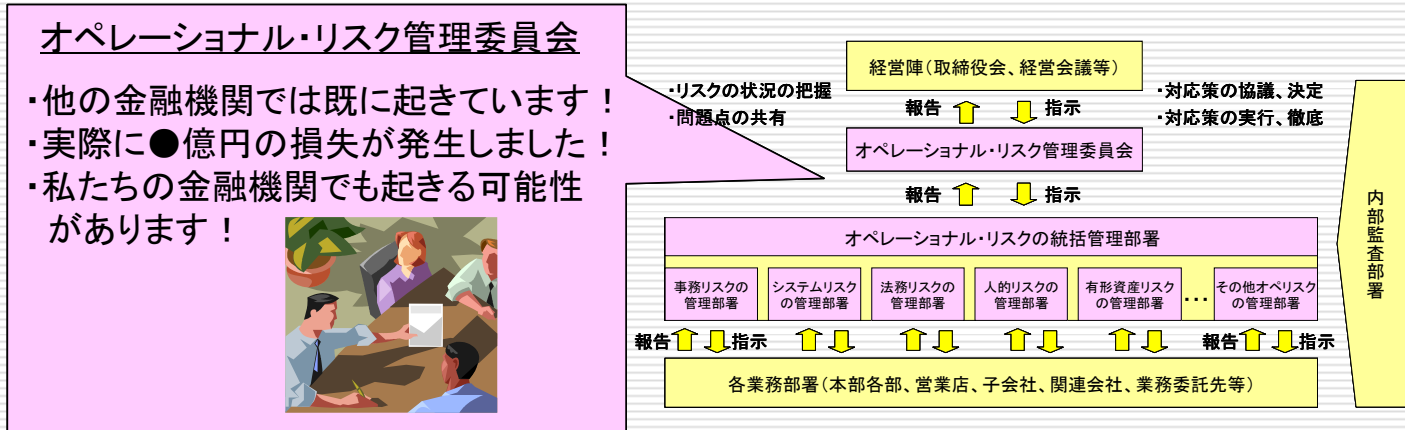 オペレーショナル・リスク管理委員会
・他の金融機関では既に起きています！
・実際に●億円の損失が発生しました！
・私たちの金融機関でも起きる可能性
があります！
経営陣(取締役会、経営会議等)
・リスクの状況の把握
・問題点の共有
報告
指示
・対応策の協議、決定
・対応策の実行、徹底
オペレーショナル・リスク管理委員会
報告
指示
オペレーショナル・リスクの統括管理部署
事務リスクの
管理部署
システムリスク
の管理部署
法務リスクの
管理部署
人的リスクの
管理部署
有形資産リスク
の管理部署
…
その他オペリスク
の管理部署
報告
指示
報告
指示
各業務部署(本部各部、営業店、子会社、関連会社、業務委託先等)
内部監査部署